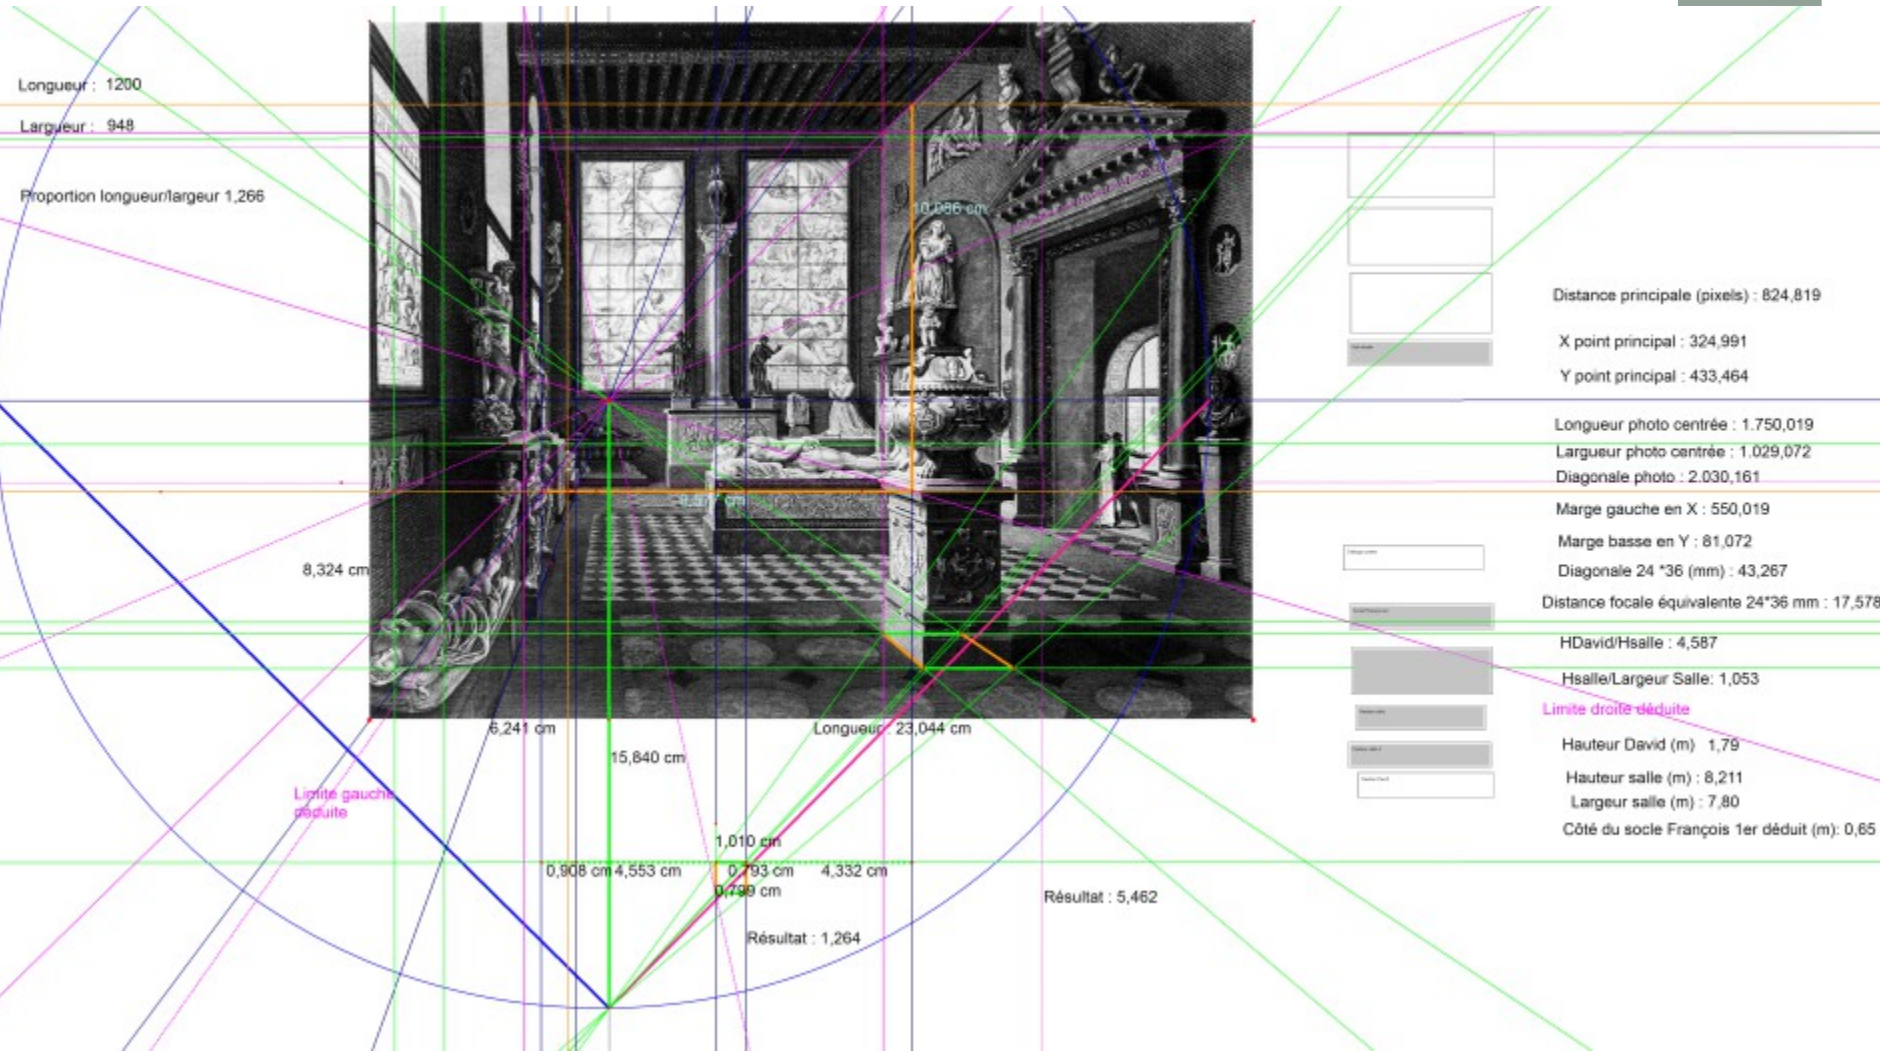 Longueur : 1200
Largueur : 948
Proportion longueur/largeur 1,266
10,086 cm
8,324 cm
6,241 cm
Longueur : 23,044 cm
15,840 cm
Limite gauche
déduite
1,010 cm
0,908 cm
4,553 cm
0,793 cm
4,332 cm
0,799 cm
Résultat : 5,462
Résultat : 1,264
Distance principale (pixels) : 824,819
X point principal : 324,991
Y point principal : 433,464
Longueur photo centrée : 1.750,019
Largueur photo centrée : 1.029,072
Diagonale photo : 2.030,161
Marge gauche en X : 550,019
Marge basse en Y : 81,072
Diagonale 24 *36 (mm) : 43,267
Distance focale équivalente 24*36 mm : 17,578
HDavid/Hsalle : 4,587
Hsalle/Largeur Salle: 1,053
Limite droite déduite
Hauteur David (m) 1,79
Hauteur salle (m) : 8,211
Largeur salle (m) : 7,80
Côté du socle François 1er déduit (m): 0,65